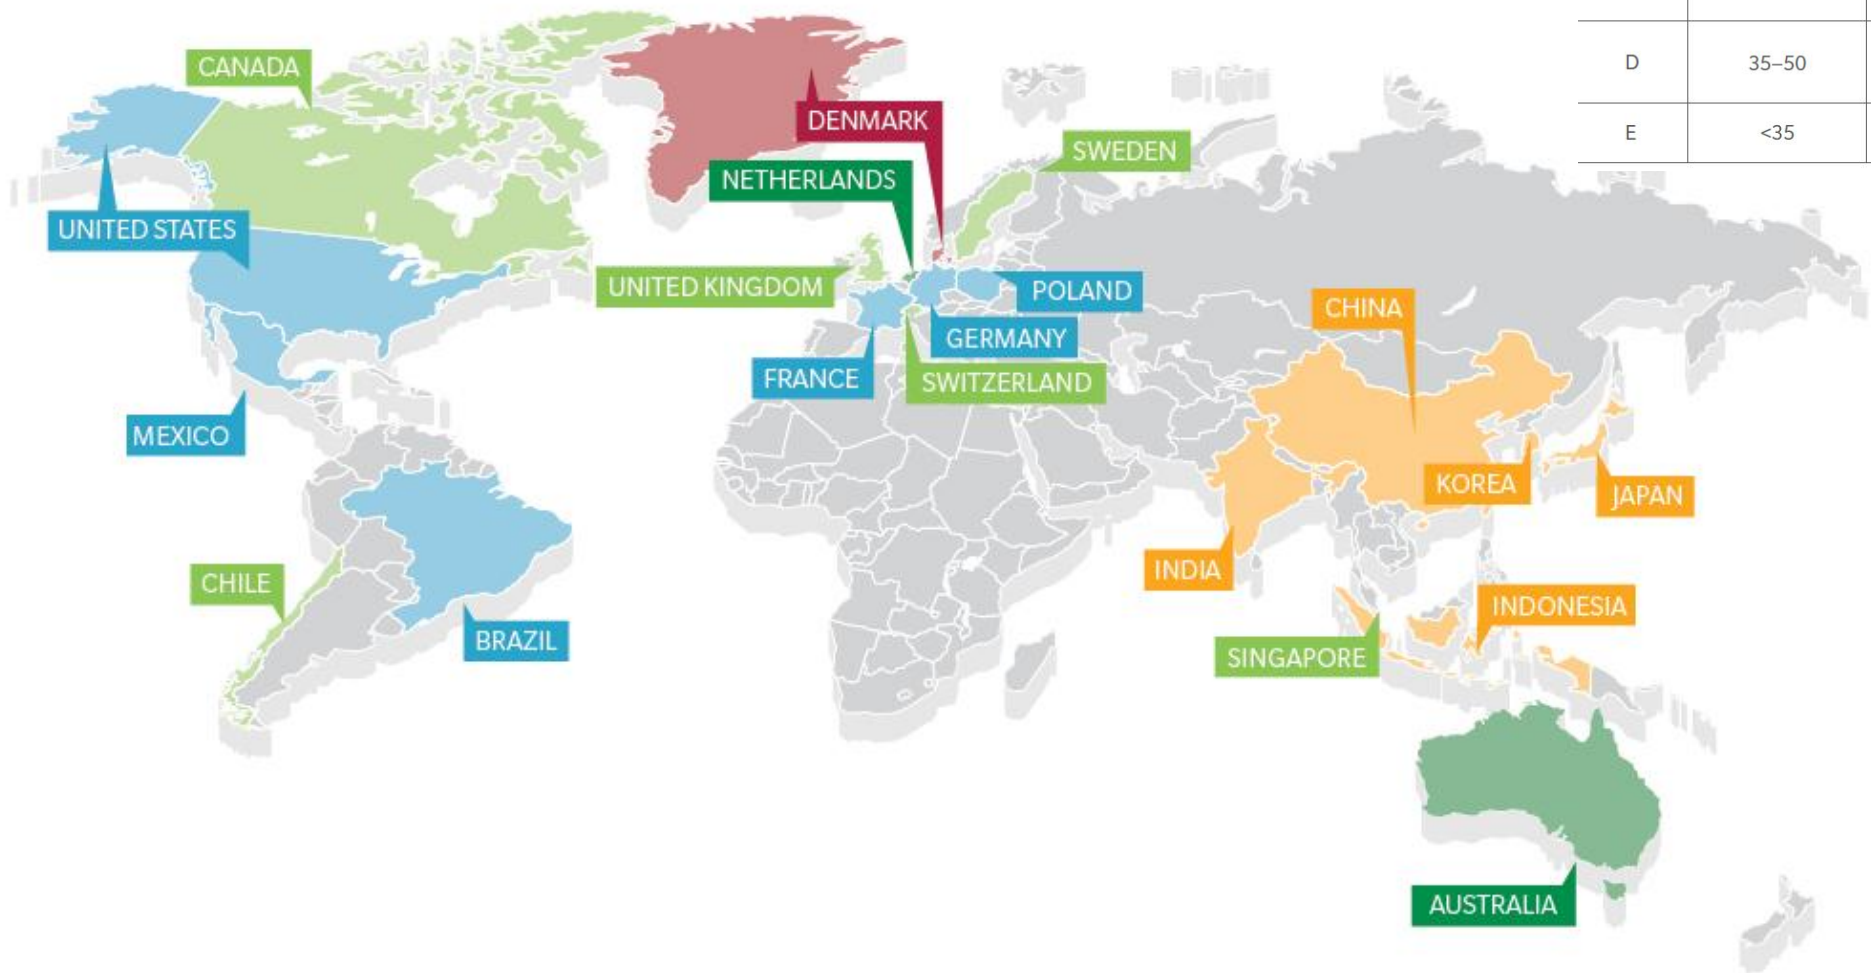 D 35–50
E <35
CANADA
DENMARK
SWEDEN
NETHERLANDS
UNITED STATES
UNITED KINGDOM
POLAND
CHINA
GERMANY
FRANCE
SWITZERLAND
MEXICO
KOREA
JAPAN
INDIA
CHILE
INDONESIA
BRAZIL
SINGAPORE
AUSTRALIA